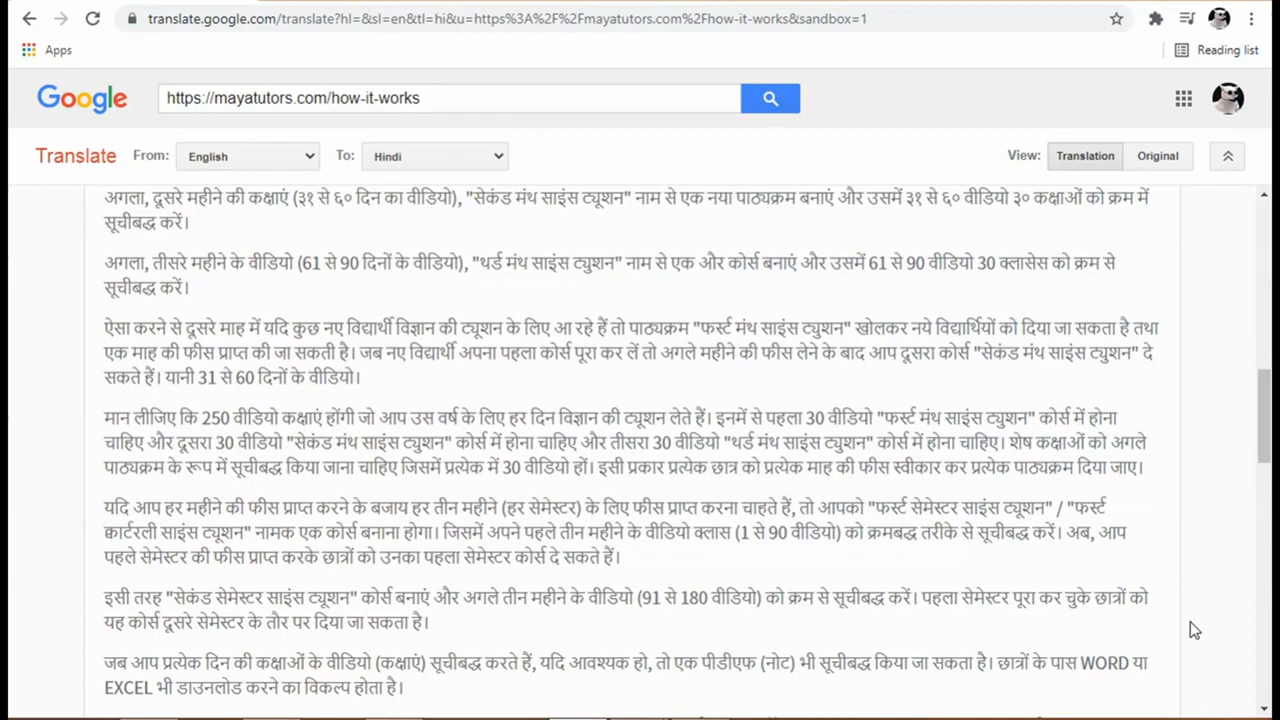 translate.google.com/translate?hl=&sl=en&tl=hi&u=https%3A%2F%2Fmayatutors.com%2Fhow-it-works&sandbox=1
Apps
Reading list
Google
https://mayatutors.com/how-it-works
Translate From: English To: Hindi View: Translation Original
अगला, दूसरे महीने की कक्षाएं (३१ से ६० दिन का वीडियो), "सेकंड मंथ साइंस ट्यूशन" नाम से एक नया पाठ्यक्रम बनाएं और उसमें ३१ से ६० वीडियो ३० कक्षाओं को क्रम में
सूचीबद्ध करें।
अगला, तीसरे महीने के वीडियो (61 से 90 दिनों के वीडियो), "थर्ड मंथ साइंस ट्युशन" नाम से एक और कोर्स बनाएं और उसमें 61 से 90 वीडियो 30 क्लासेस को क्रम से
सूचीबद्ध करें।
ऐसा करने से दूसरे माह में यदि कुछ नए विद्यार्थी विज्ञान की ट्यूशन के लिए आ रहे हैं तो पाठ्यक्रम "फर्स्ट मंथ साइंस ट्युशन" खोलकर नये विद्यार्थियों को दिया जा सकता है तथा
एक माह की फीस प्राप्त की जा सकती है। जब नए विद्यार्थी अपना पहला कोर्स पूरा कर लें तो अगले महीने की फीस लेने के बाद आप दूसरा कोर्स "सेकंड मंथ साइंस ट्युशन" दे
सकते हैं। यानी 31 से 60 दिनों के वीडियो।
मान लीजिए कि 250 वीडियो कक्षाएं होंगी जो आप उस वर्ष के लिए हर दिन विज्ञान की ट्यूशन लेते हैं। इनमें से पहला 30 वीडियो "फर्स्ट मंथ साइंस ट्युशन" कोर्स में होना
चाहिए और दूसरा 30 वीडियो "सेकंड मंथ साइंस ट्युशन" कोर्स में होना चाहिए और तीसरा 30 वीडियो "थर्ड मंथ साइंस ट्युशन" कोर्स में होना चाहिए। शेष कक्षाओं को अगले
पाठ्यक्रम के रूप में सूचीबद्ध किया जाना चाहिए जिसमें प्रत्येक में 30 वीडियो हों। इसी प्रकार प्रत्येक छात्र को प्रत्येक माह की फीस स्वीकार कर प्रत्येक पाठ्यक्रम दिया जाए।
यदि आप हर महीने की फीस प्राप्त करने के बजाय हर तीन महीने (हर सेमेस्टर) के लिए फीस प्राप्त करना चाहते हैं, तो आपको "फर्स्ट सेमेस्टर साइंस ट्यूशन" / "फर्स्ट
क्वार्टरली साइंस ट्यूशन" नामक एक कोर्स बनाना होगा। जिसमें अपने पहले तीन महीने के वीडियो क्लास (1 से 90 वीडियो) को क्रमबद्ध तरीके से सूचीबद्ध करें। अब, आप
पहले सेमेस्टर की फीस प्राप्त करके छात्रों को उनका पहला सेमेस्टर कोर्स दे सकते हैं।
इसी तरह "सेकंड सेमेस्टर साइंस ट्यूशन" कोर्स बनाएं और अगले तीन महीने के वीडियो (91 से 180 वीडियो) को क्रम से सूचीबद्ध करें। पहला सेमेस्टर पूरा कर चुके छात्रों को
यह कोर्स दूसरे सेमेस्टर के तौर पर दिया जा सकता है।
जब आप प्रत्येक दिन की कक्षाओं के वीडियो (कक्षाएं) सूचीबद्ध करते हैं, यदि आवश्यक हो, तो एक पीडीएफ (नोट) भी सूचीबद्ध किया जा सकता है। छात्रों के पास WORD या
EXCEL भी डाउनलोड करने का विकल्प होता है।